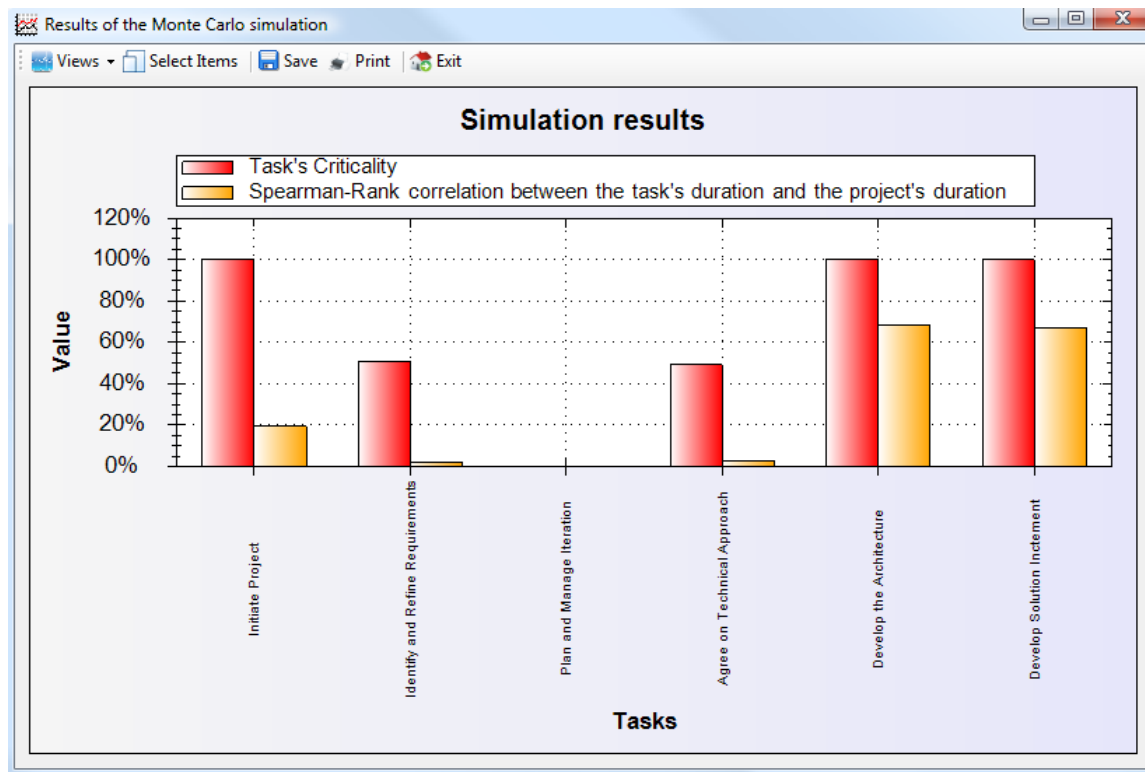 Results of the Monte Carlo simulation
Views Select Items Save Print Exit
Simulation results
Task's Criticality
Spearman-Rank correlation between the task's duration and the project's duration
120%
100%
80%
60%
40%
20%
0%
Value
Initiate Project
Identify and Refine Requirements
Plan and Manage Iteration
Agree on Technical Approach
Develop the Architecture
Develop Solution Inctement
Tasks